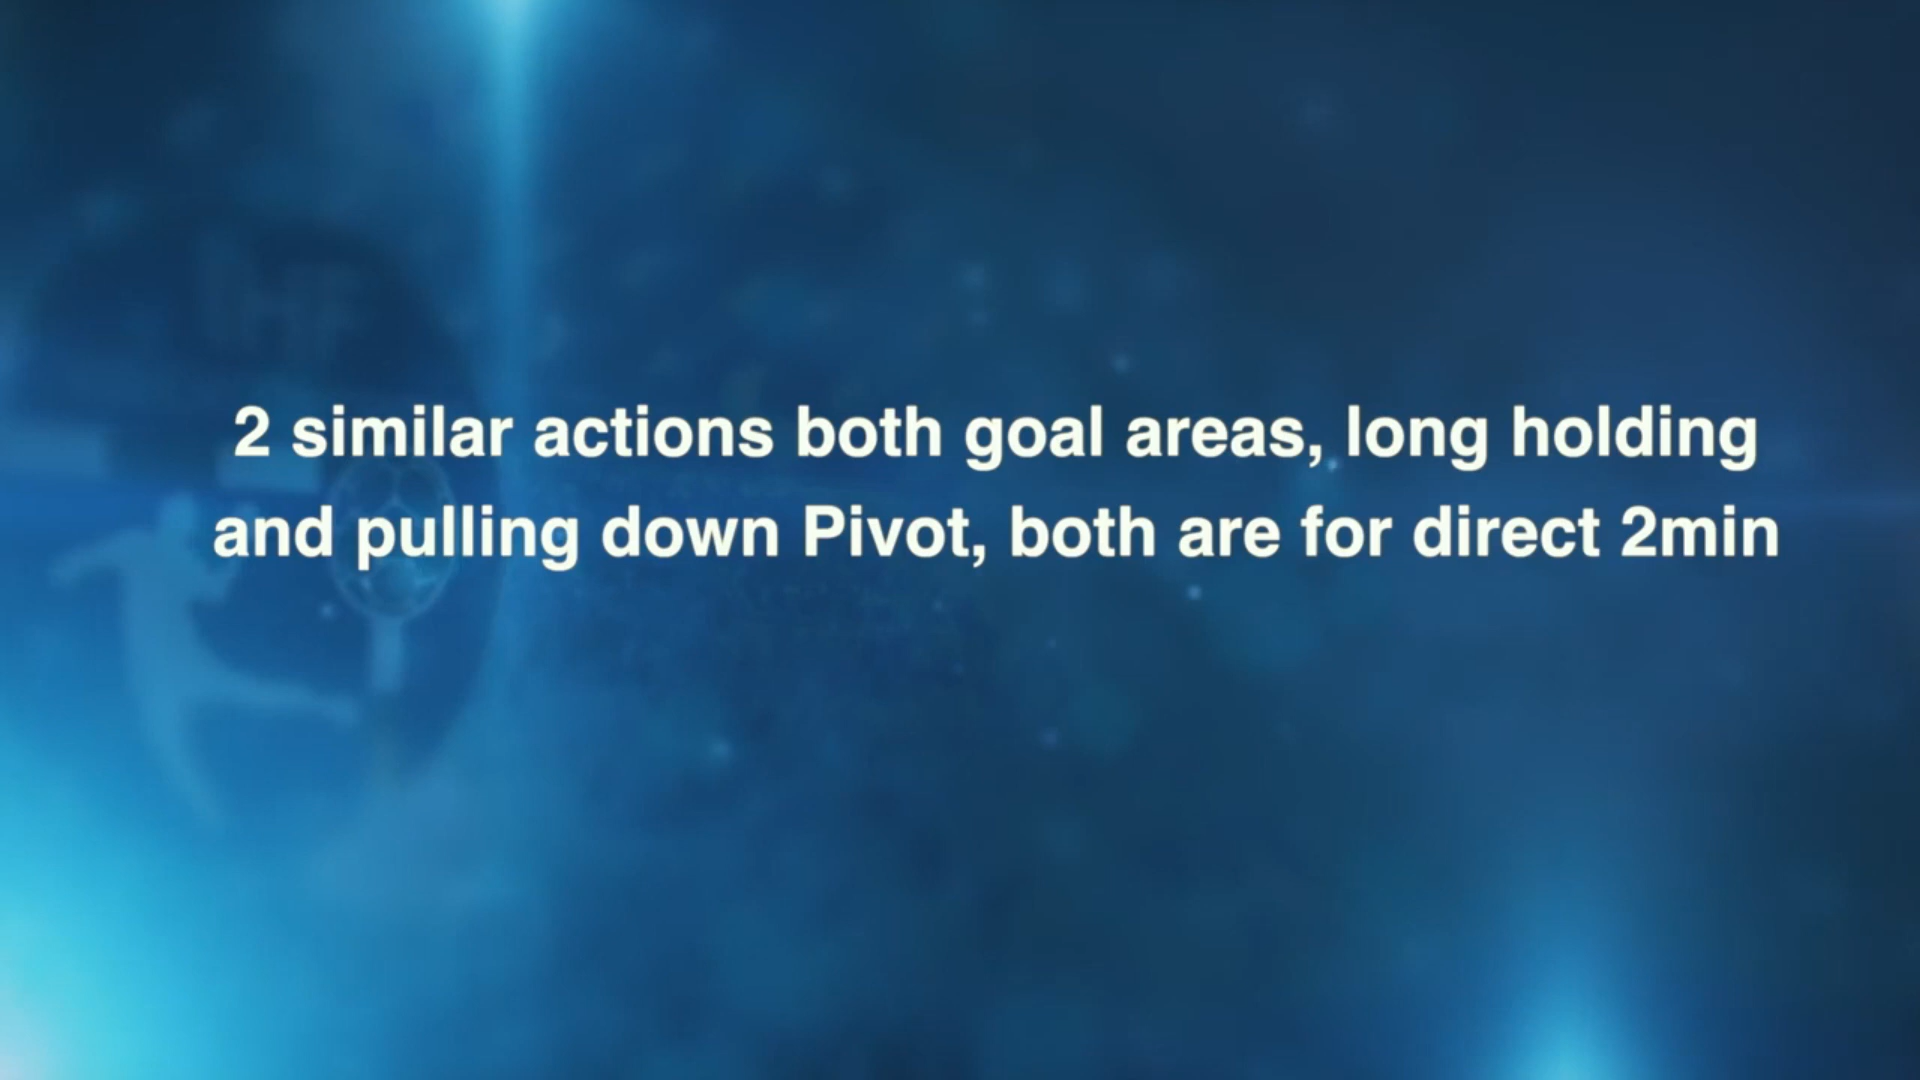 2 similar actions both goal areas, long holding
and pulling down Pivot, both are for direct 2min